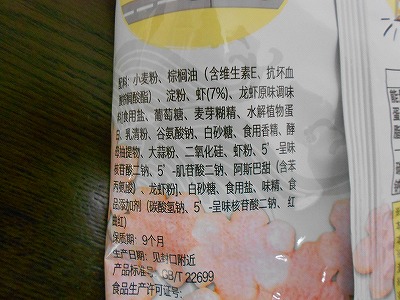 配料：小麦粉、棕榈油（含维生素E、抗坏血
酸棕榈酸酯）、淀粉、虾(7%)、龙虾原味调味
料[食用盐、葡萄糖、麦芽糊精、水解植物蛋
白、乳清粉、谷氨酸钠、白砂糖、食用香精、酵
母抽提物、大蒜粉、二氧化硅、虾粉、5′-呈味
核苷酸二钠、5′-肌苷酸二钠、阿斯巴甜（含苯
丙氨酸）、龙虾粉]、白砂糖、食用盐、味精、食
品添加剂（碳酸氢钠、5′-呈味核苷酸二钠、红
曲红）
保质期：9个月
生产日期：见封口附近
产品标准号：GB/T 22699
食品生产许可证号：